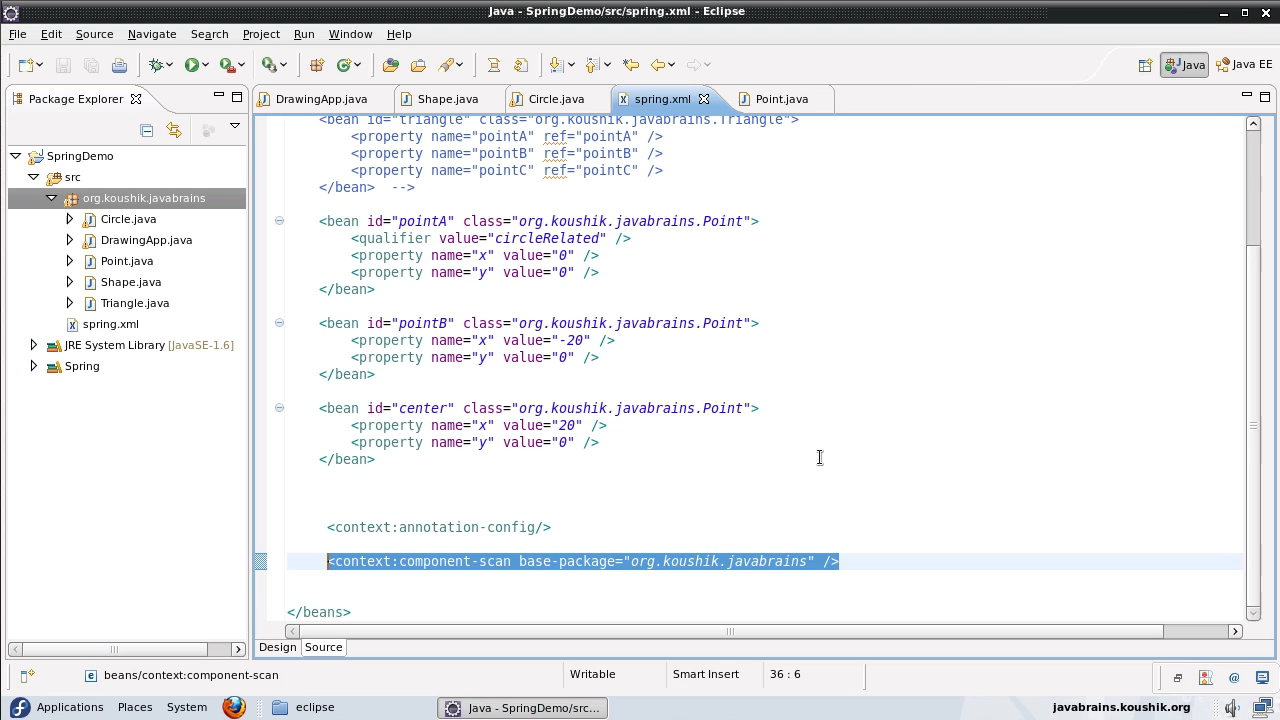 Java - SpringDemo/src/spring.xml - Eclipse
File Edit Source Navigate Search Project Run Window Help
Java Java EE
Package Explorer
DrawingApp.java Shape.java Circle.java spring.xml Point.java
SpringDemo
src
org.koushik.javabrains
Circle.java
DrawingApp.java
Point.java
Shape.java
Triangle.java
spring.xml
JRE System Library [JavaSE-1.6]
Spring
<bean id="triangle" class="org.koushik.javabrains.Triangle">
<property name="pointA" ref="pointA" />
<property name="pointB" ref="pointB" />
<property name="pointC" ref="pointC" />
</bean> -->
<bean id="pointA" class="org.koushik.javabrains.Point">
<qualifier value="circleRelated" />
<property name="x" value="0" />
<property name="y" value="0" />
</bean>
<bean id="pointB" class="org.koushik.javabrains.Point">
<property name="x" value="-20" />
<property name="y" value="0" />
</bean>
<bean id="center" class="org.koushik.javabrains.Point">
<property name="x" value="20" />
<property name="y" value="0" />
</bean>
<context:annotation-config/>
<context:component-scan base-package="org.koushik.javabrains" />
</beans>
Design Source
beans/context:component-scan Writable Smart Insert 36 : 6
Applications Places System eclipse Java - SpringDemo/src... javabrains.koushik.org